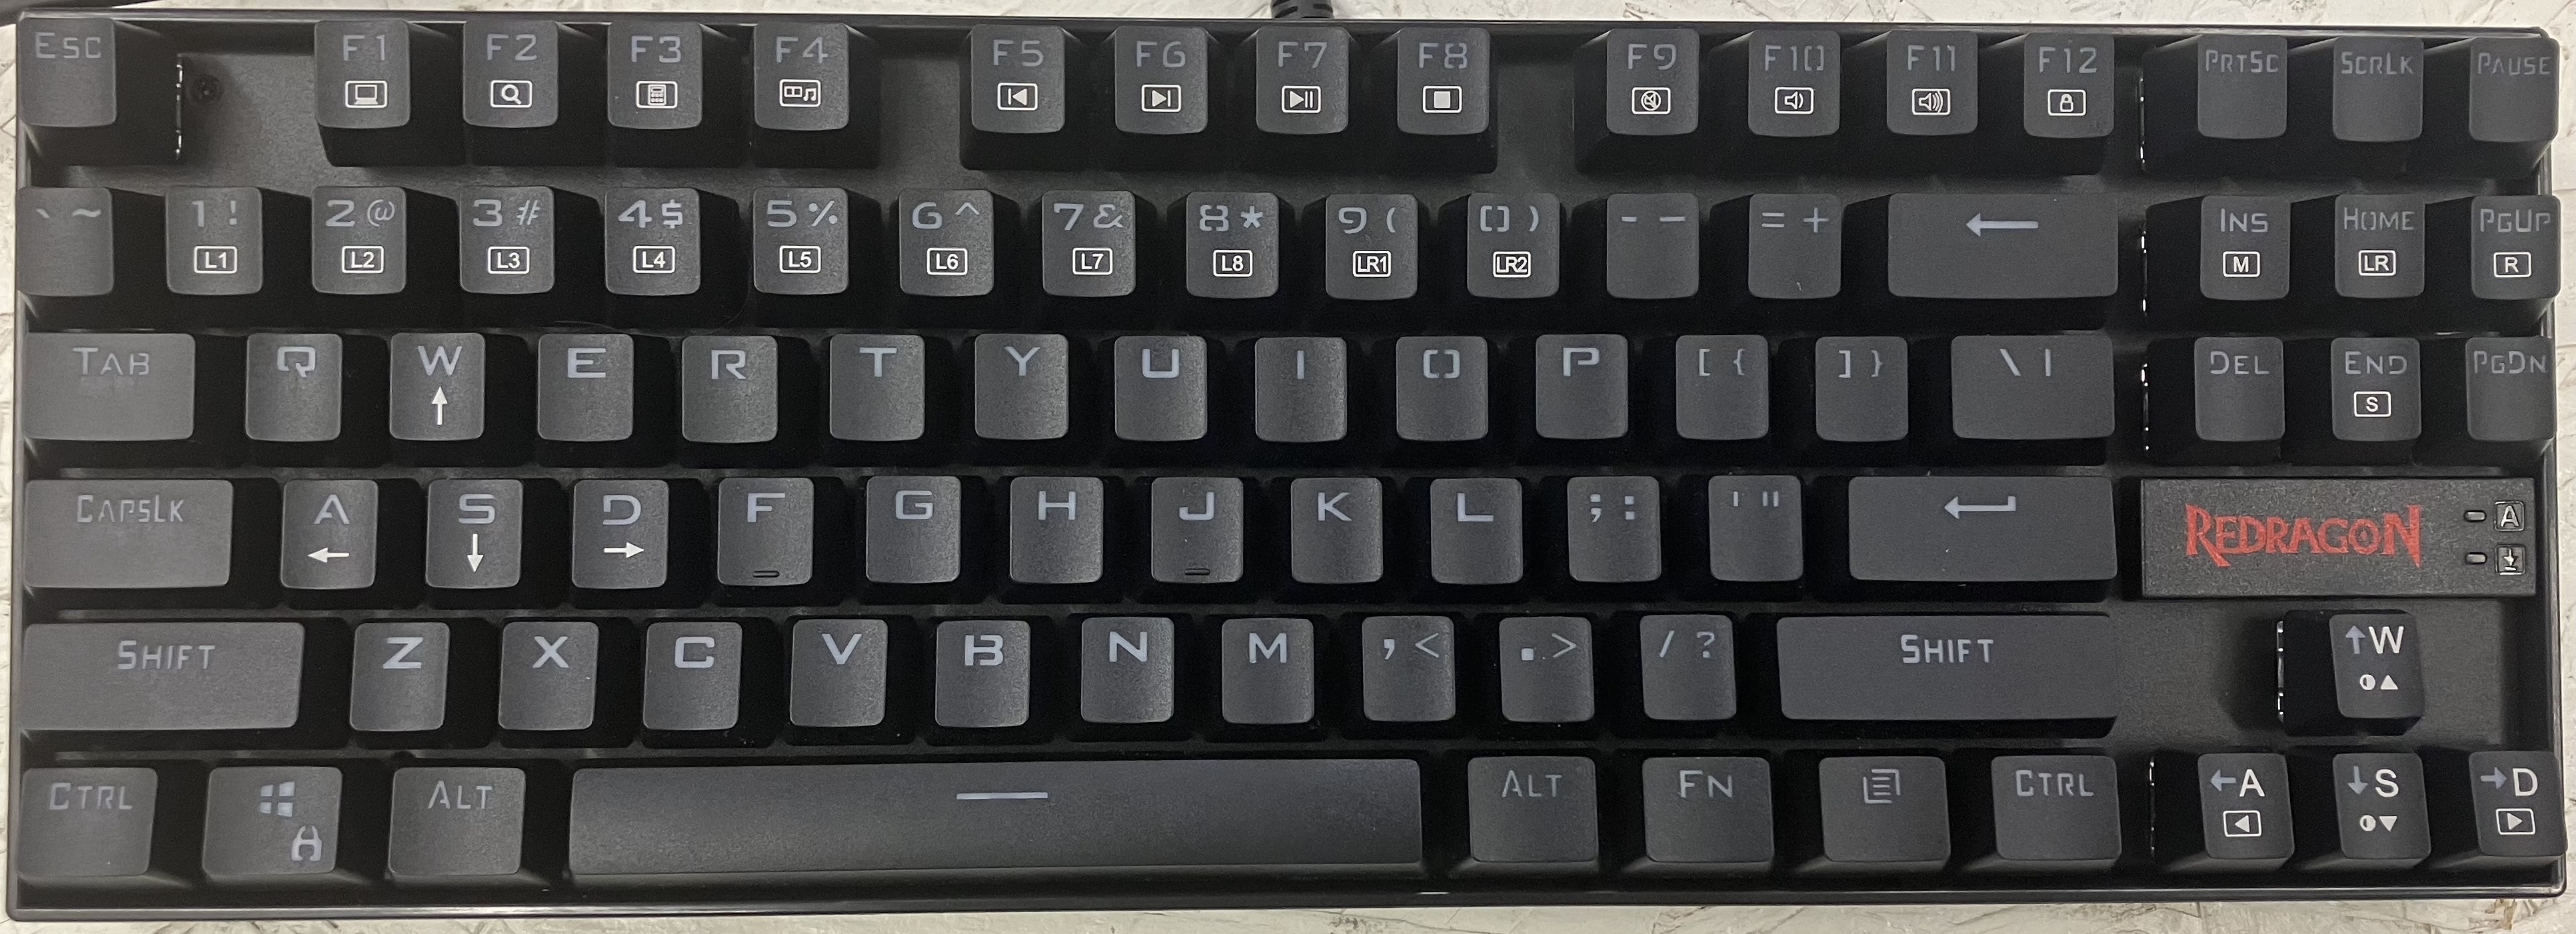 Esc F1 F2 F3 F4 F5 F6 F7 F8 F9 F10 F11 F12 PrtSc ScrLk Pause
` ~ 1 ! 2 @ 3 # 4 $ 5 % 6 ^ 7 & 8 * 9 ( 0 ) - _ = + ← Ins Home PgUp
L1 L2 L3 L4 L5 L6 L7 L8 LR1 LR2 M LR R
Tab Q W E R T Y U I O P [ { ] } \ | Del End PgDn
↑ S
CapsLk A S D F G H J K L ; : ' " ↵ REDRAGON A
← ↓ →
Shift Z X C V B N M , < . > / ? Shift ↑W
Ctrl Alt Alt Fn Ctrl ←A ↓S →D